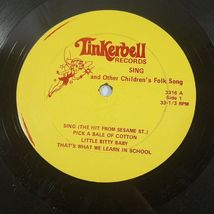 Tinkerbell
RECORDS
SING
and Other Children's Folk Song
3316 A
Side 1
33-1/3 RPM
SING (THE HIT FROM SESAME ST.)
PICK A BALE OF COTTON
LITTLE BITTY BABY
THAT'S WHAT WE LEARN IN SCHOOL